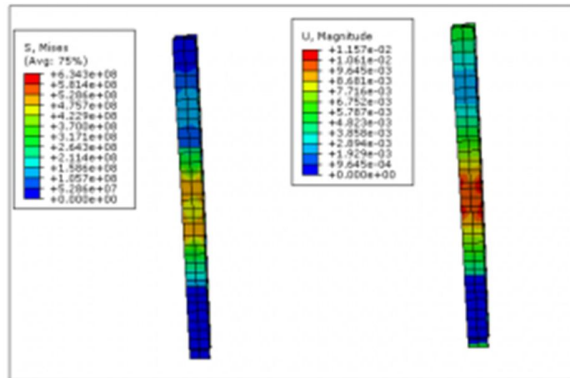 S, Mises
(Avg: 75%)
+6.343e+08
+5.814e+08
+5.286e+08
+4.757e+08
+4.229e+08
+3.700e+08
+3.171e+08
+2.643e+08
+2.114e+08
+1.586e+08
+1.057e+08
+5.286e+07
+0.000e+00
U, Magnitude
+1.157e-02
+1.061e-02
+9.645e-03
+8.681e-03
+7.716e-03
+6.752e-03
+5.787e-03
+4.823e-03
+3.858e-03
+2.894e-03
+1.929e-03
+9.645e-04
+0.000e+00